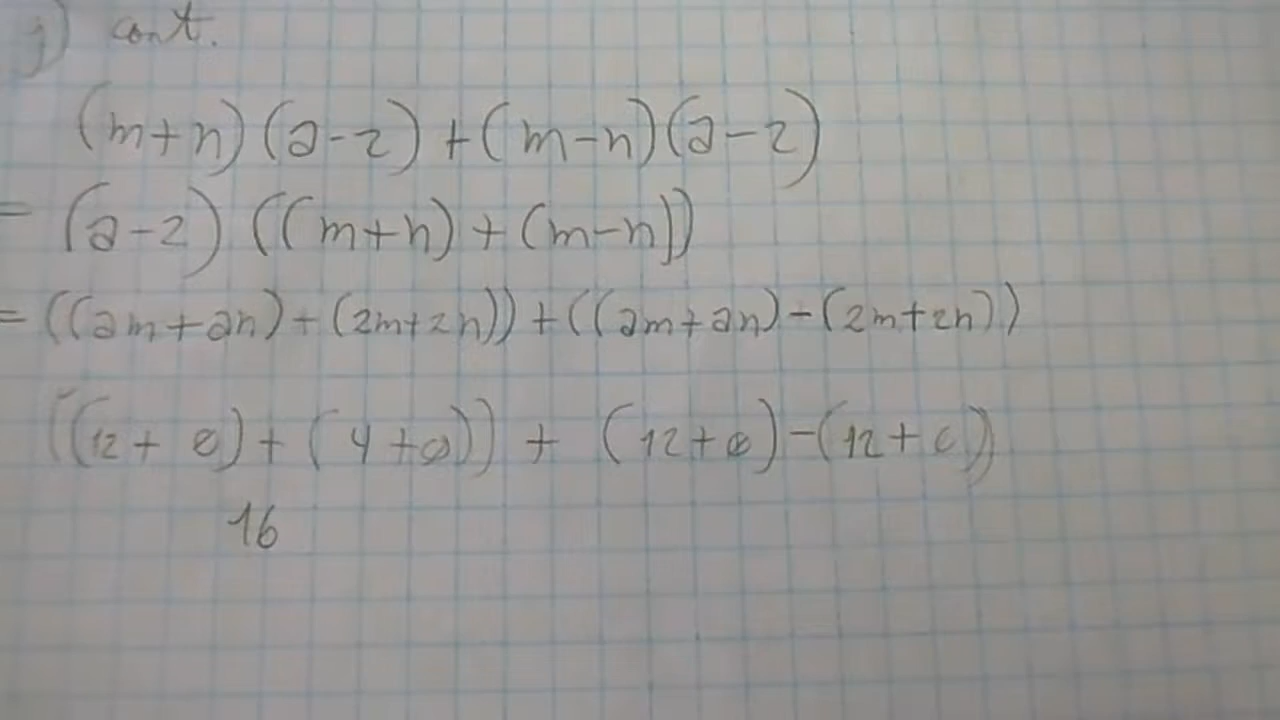 j) cont.
(m+n)(a-2)+(m-n)(a-2)
= (a-2)((m+n)+(m-n))
= ((am+an)+(2m+2n))+((am+an)-(2m+2n))
((12+0)+(4+0))+(12+0)-(12+0))
16